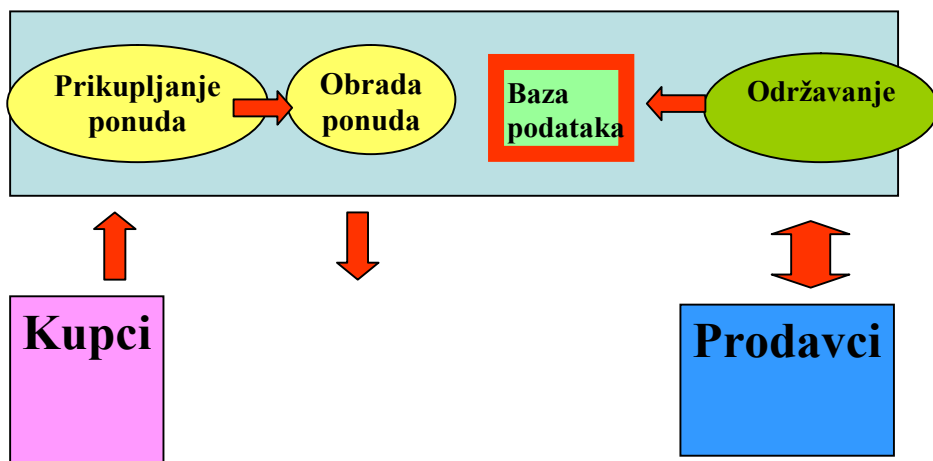 Prikupljanje
ponuda
Obrada
ponuda
Baza
podataka
Održavanje
Kupci
Prodavci